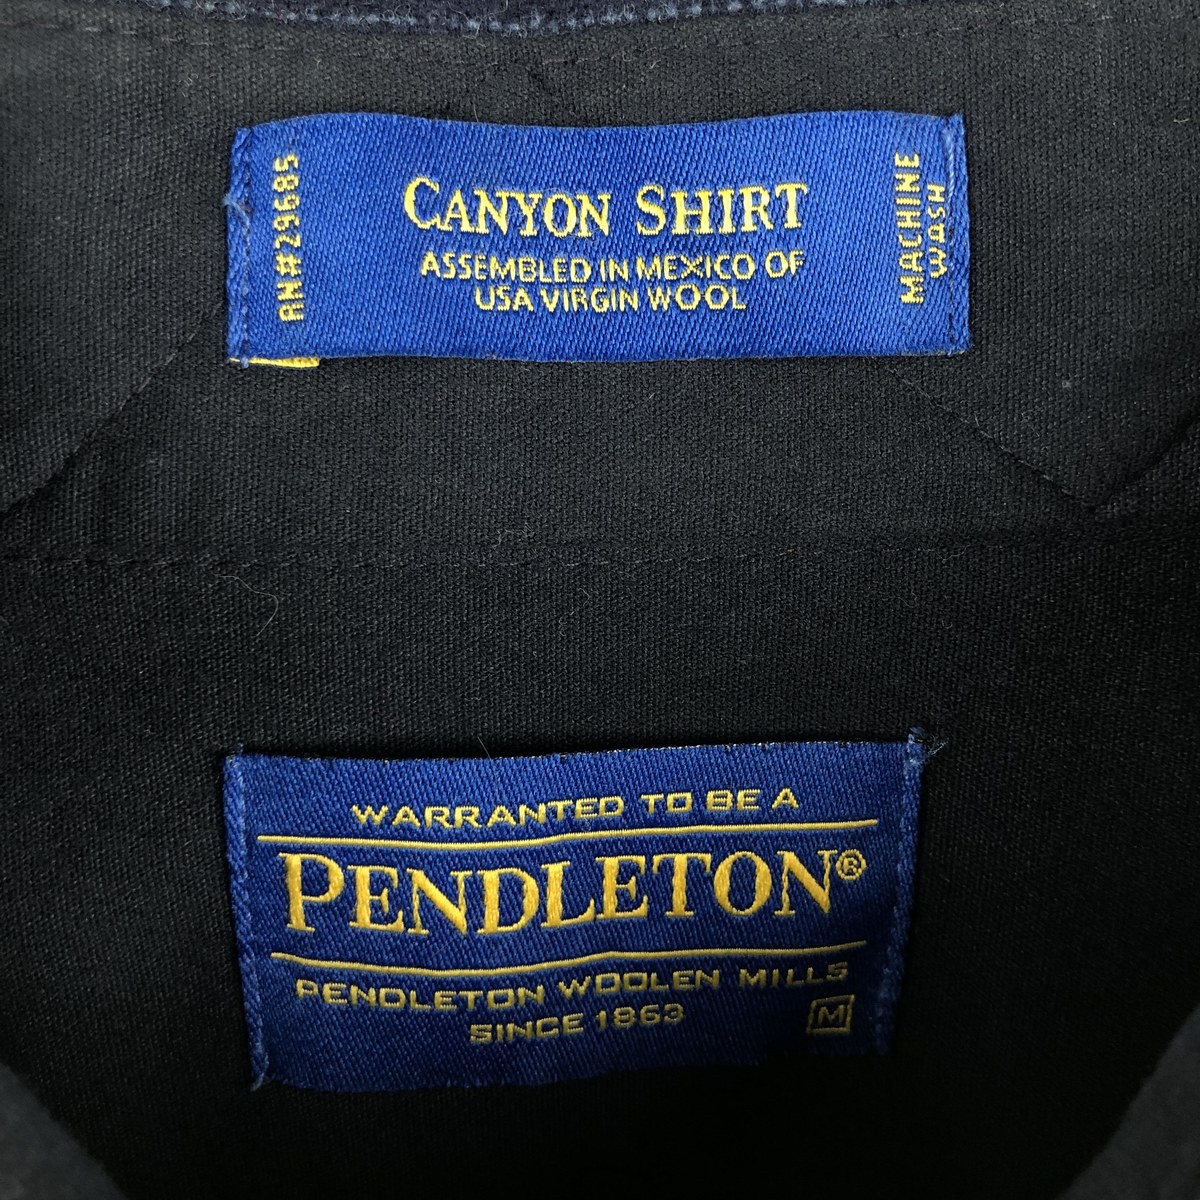 RN#29685
CANYON SHIRT
ASSEMBLED IN MEXICO OF
USA VIRGIN WOOL
MACHINE
WASH
WARRANTED TO BE A
PENDLETON®
PENDLETON WOOLEN MILLS
SINCE 1863
M